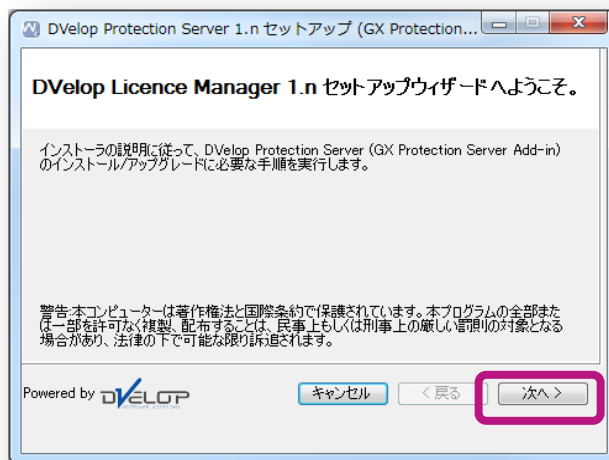 DVelop Protection Server 1.n セットアップ (GX Protection...
DVelop Licence Manager 1.n セットアップウィザードへようこそ。
インストーラの説明に従って、DVelop Protection Server (GX Protection Server Add-in)
のインストール/アップグレードに必要な手順を実行します。
警告:本コンピューターは著作権法と国際条約で保護されています。本プログラムの全部また
は一部を許可なく複製、配布することは、民事上もしくは刑事上の厳しい罰則の対象となる
場合があり、法律の下で可能な限り訴追されます。
Powered by DVELOP
SOFTWARE SOLUTIONS
キャンセル
< 戻る
次へ >